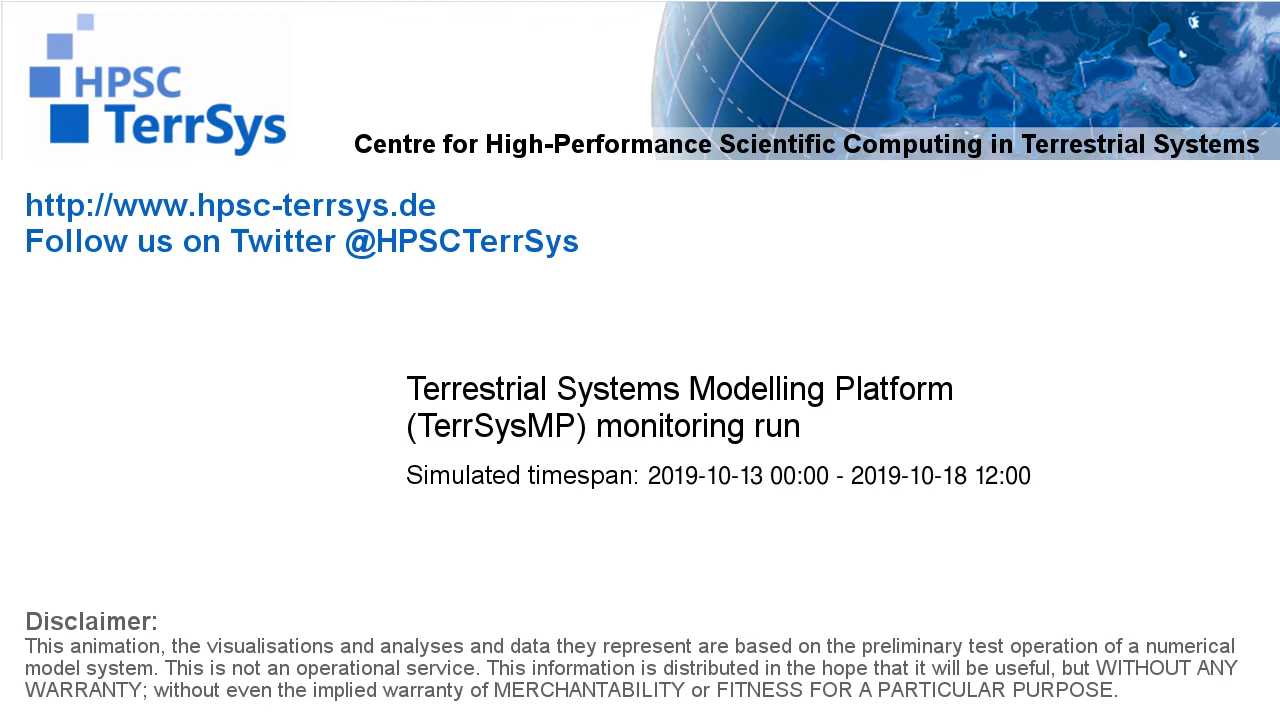 HPSC
TerrSys
Centre for High-Performance Scientific Computing in Terrestrial Systems
http://www.hpsc-terrsys.de
Follow us on Twitter @HPSCTerrSys
Terrestrial Systems Modelling Platform
(TerrSysMP) monitoring run
Simulated timespan: 2019-10-13 00:00 - 2019-10-18 12:00
Disclaimer:
This animation, the visualisations and analyses and data they represent are based on the preliminary test operation of a numerical
model system. This is not an operational service. This information is distributed in the hope that it will be useful, but WITHOUT ANY
WARRANTY; without even the implied warranty of MERCHANTABILITY or FITNESS FOR A PARTICULAR PURPOSE.